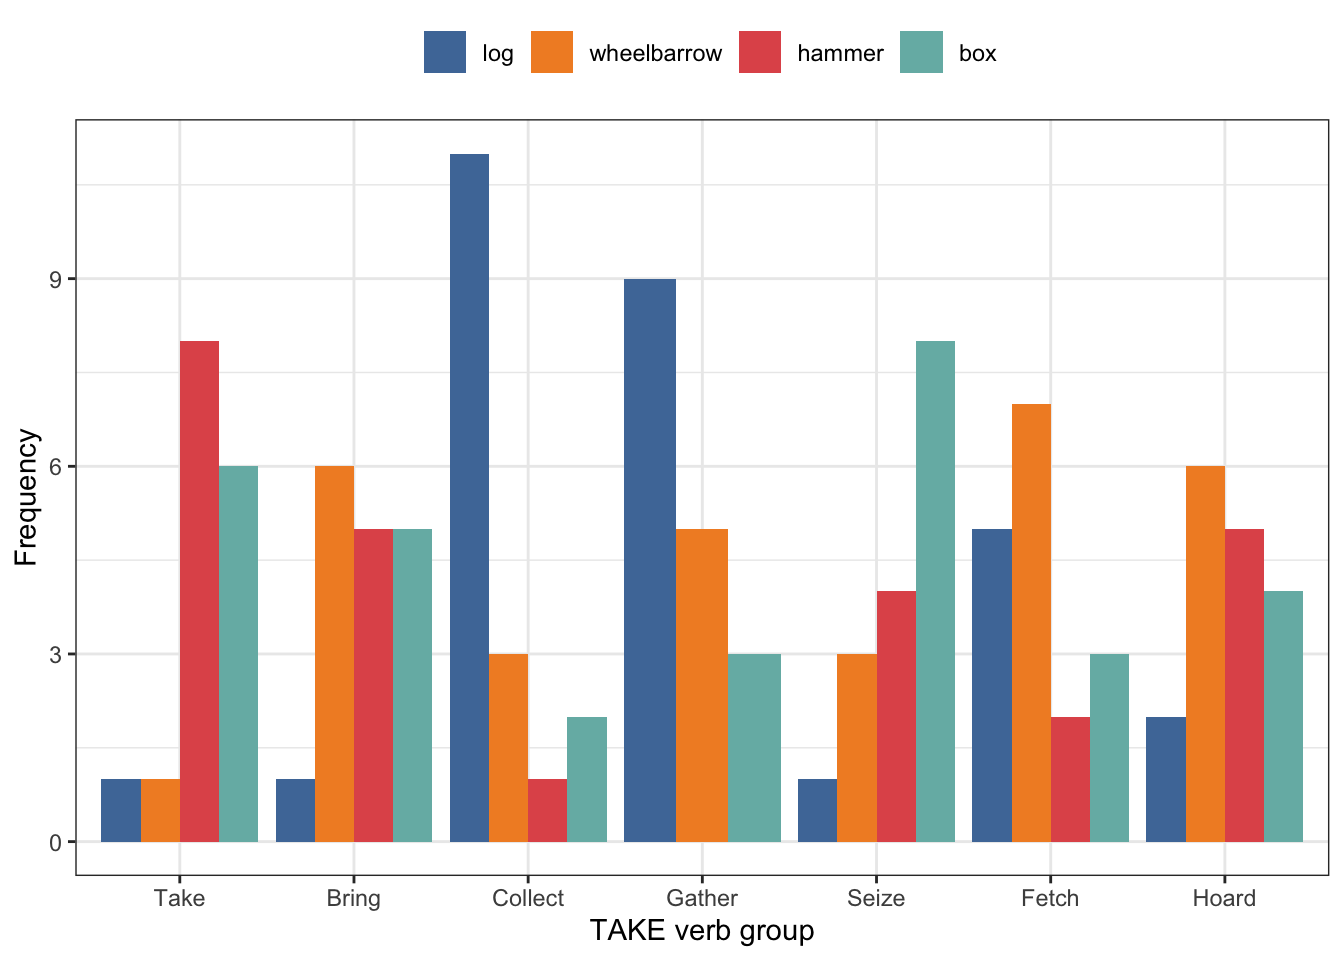 log wheelbarrow hammer box
9
6
3
0
Frequency
Take Bring Collect Gather Seize Fetch Hoard
TAKE verb group